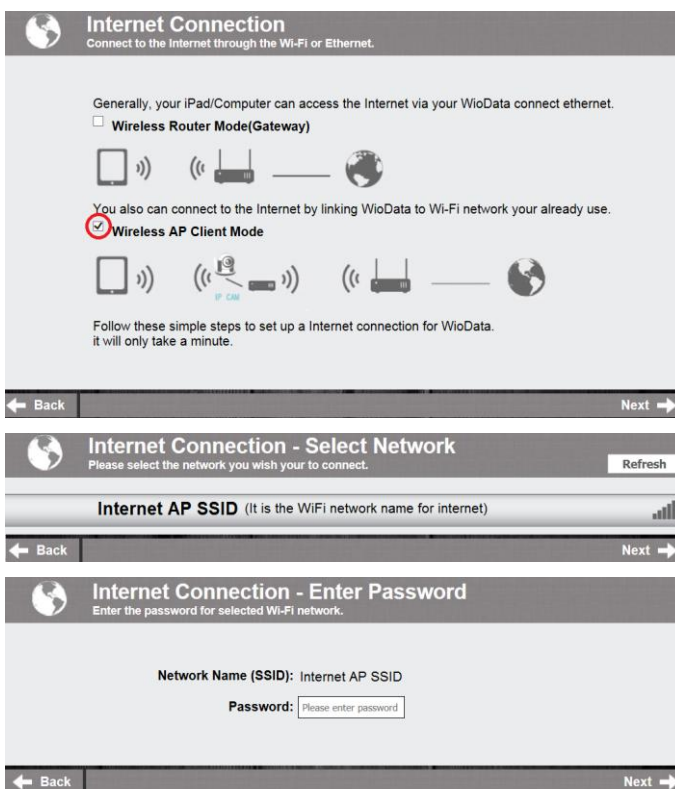 Internet Connection
Connect to the Internet through the Wi-Fi or Ethernet.
Generally, your iPad/Computer can access the Internet via your WioData connect ethernet.
Wireless Router Mode(Gateway)
You also can connect to the Internet by linking WioData to Wi-Fi network your already use.
Wireless AP Client Mode
IP CAM
Follow these simple steps to set up a Internet connection for WioData.
it will only take a minute.
Back Next
Internet Connection - Select Network
Please select the network you wish your to connect.
Refresh
Internet AP SSID (It is the WiFi network name for internet)
Back Next
Internet Connection - Enter Password
Enter the password for selected Wi-Fi network.
Network Name (SSID): Internet AP SSID
Password: Please enter password
Back Next